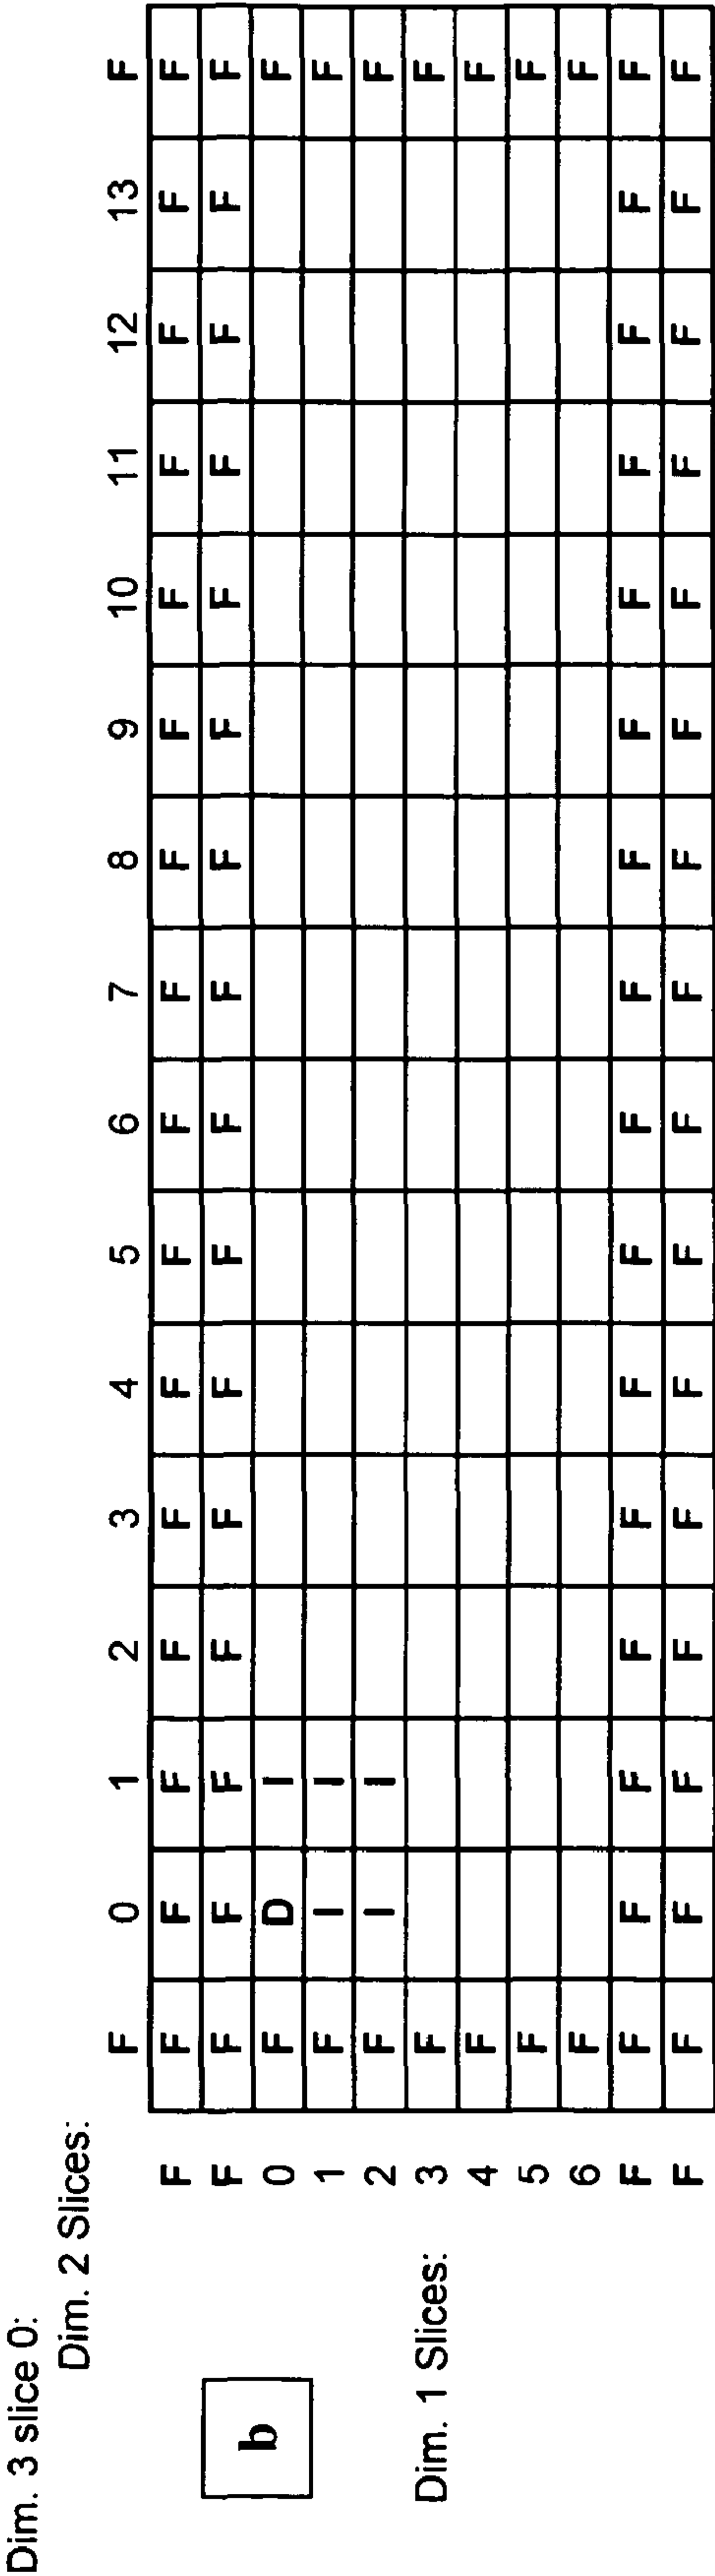 Dim. 3 slice 0:
Dim. 2 Slices:
F 0 1 2 3 4 5 6 7 8 9 10 11 12 13 F
F F F F F F F F F F F F F F F F F
F F F F F F F F F F F F F F F F F
b
0 F D I F
1 F I I F
2 F I I F
Dim. 1 Slices:
3 F F
4 F F
5 F F
6 F F
F F F F F F F F F F F F F F F F F
F F F F F F F F F F F F F F F F F